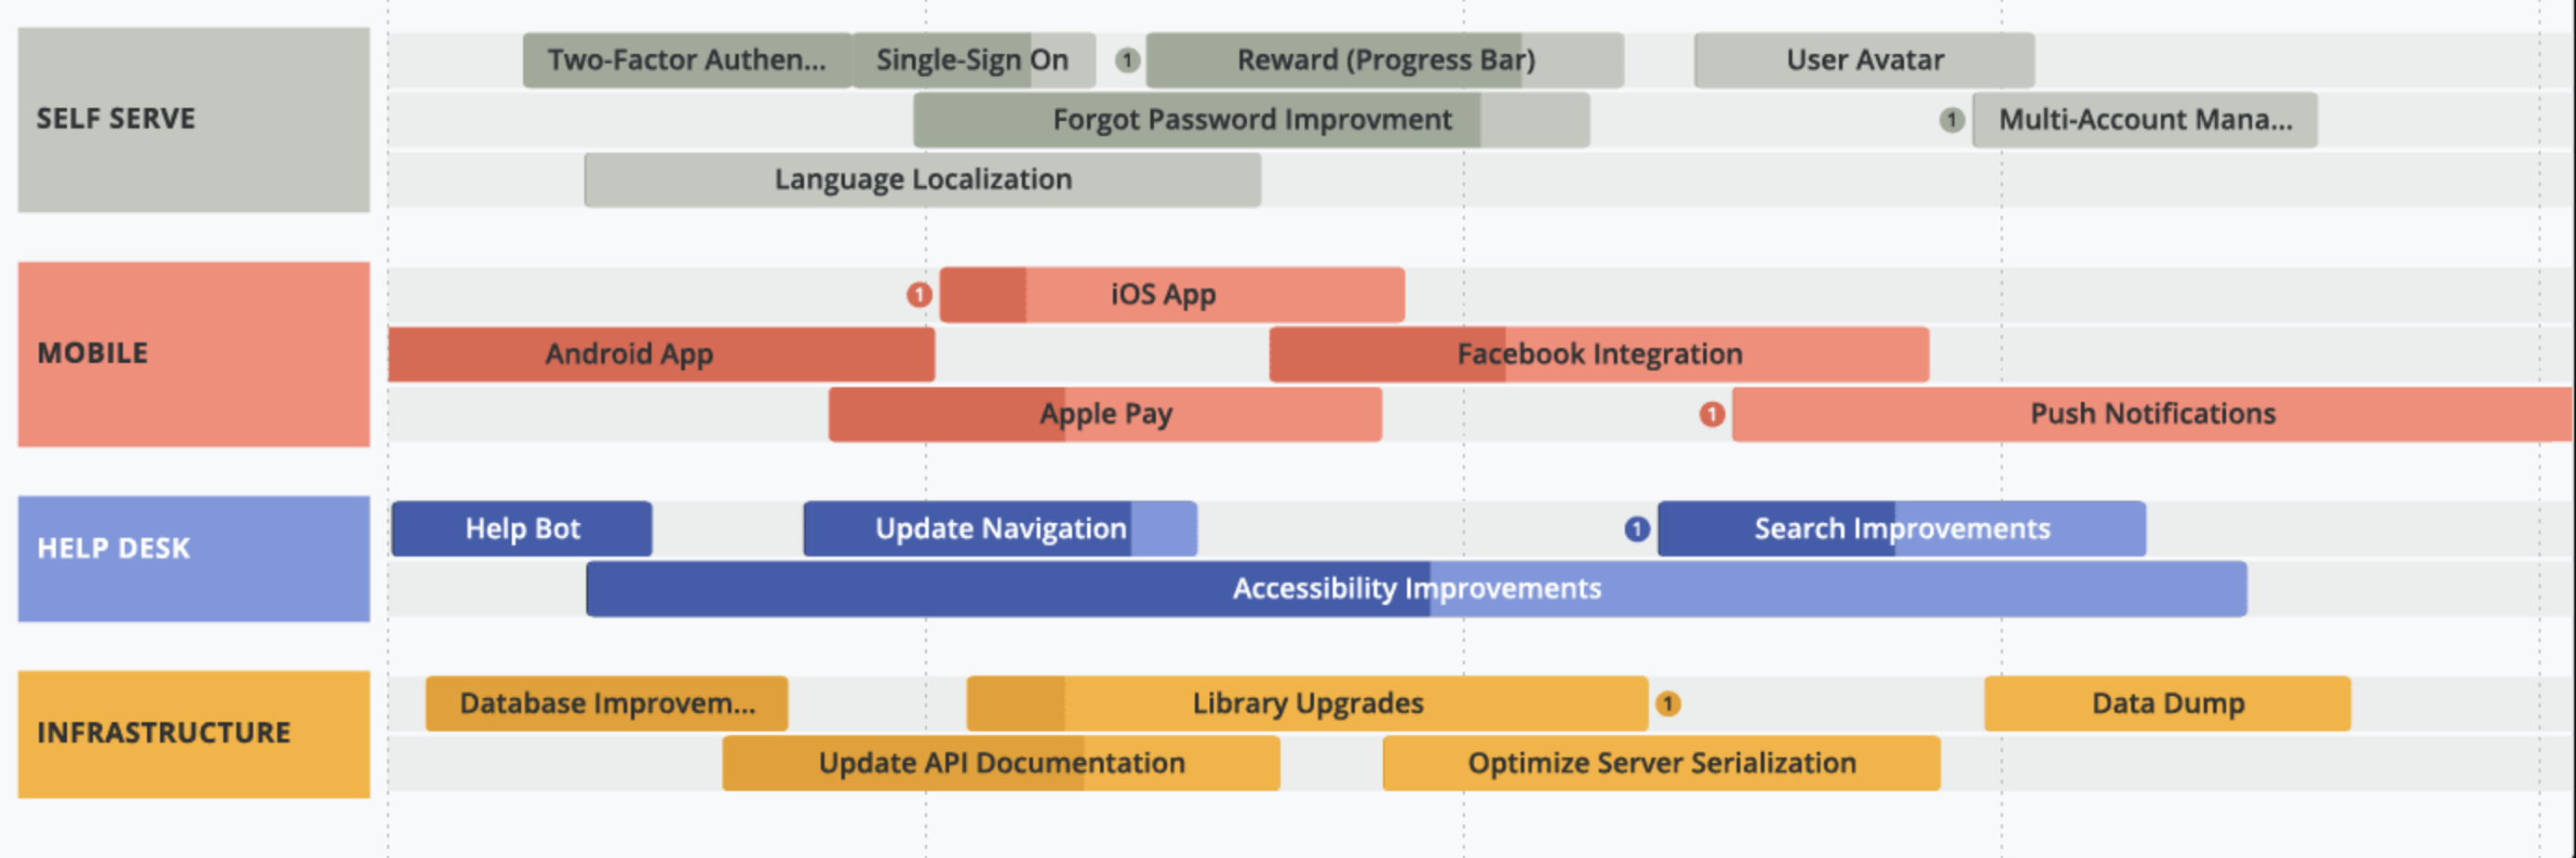 SELF SERVE
Two-Factor Authen...
Single-Sign On
1
Reward (Progress Bar)
User Avatar
Forgot Password Improvment
1
Multi-Account Mana...
Language Localization
MOBILE
1
iOS App
Android App
Facebook Integration
Apple Pay
1
Push Notifications
HELP DESK
Help Bot
Update Navigation
1
Search Improvements
Accessibility Improvements
INFRASTRUCTURE
Database Improvem...
Library Upgrades
1
Data Dump
Update API Documentation
Optimize Server Serialization